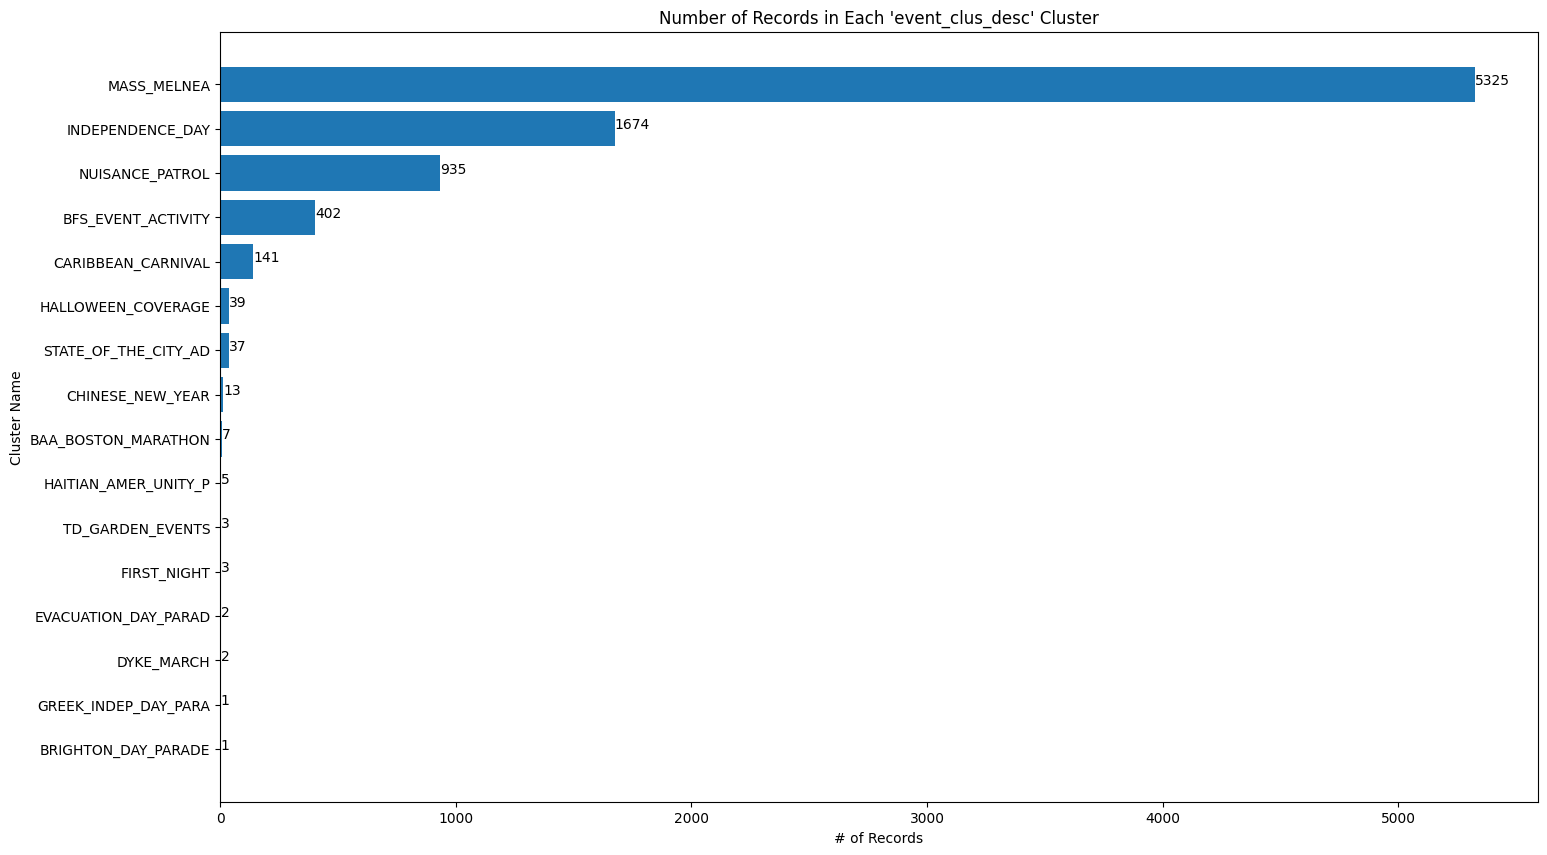 Number of Records in Each 'event_clus_desc' Cluster
Cluster Name
MASS_MELNEA 5325
INDEPENDENCE_DAY 1674
NUISANCE_PATROL 935
BFS_EVENT_ACTIVITY 402
CARIBBEAN_CARNIVAL 141
HALLOWEEN_COVERAGE 39
STATE_OF_THE_CITY_AD 37
CHINESE_NEW_YEAR 13
BAA_BOSTON_MARATHON 7
HAITIAN_AMER_UNITY_P 5
TD_GARDEN_EVENTS 3
FIRST_NIGHT 3
EVACUATION_DAY_PARAD 2
DYKE_MARCH 2
GREEK_INDEP_DAY_PARA 1
BRIGHTON_DAY_PARADE 1
0 1000 2000 3000 4000 5000
# of Records